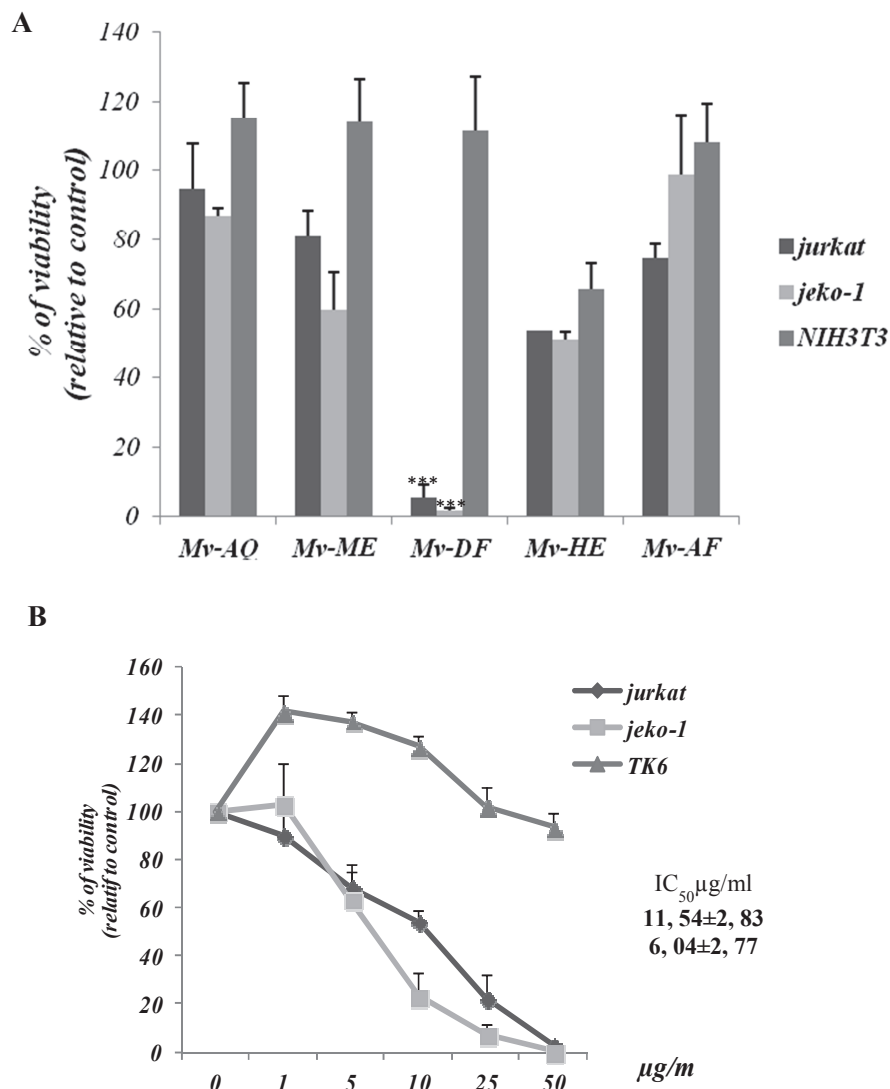 A
140
120
100
80
60
40
20
0
% of viability
(relative to control)
***
***
Mv-AQ Mv-ME Mv-DF Mv-HE Mv-AF
jurkat
jeko-1
NIH3T3
B
160
140
120
100
80
60
40
20
0
% of viability
(relatif to control)
0 1 5 10 25 50
µg/m
jurkat
jeko-1
TK6
IC50µg/ml
11, 54±2, 83
6, 04±2, 77